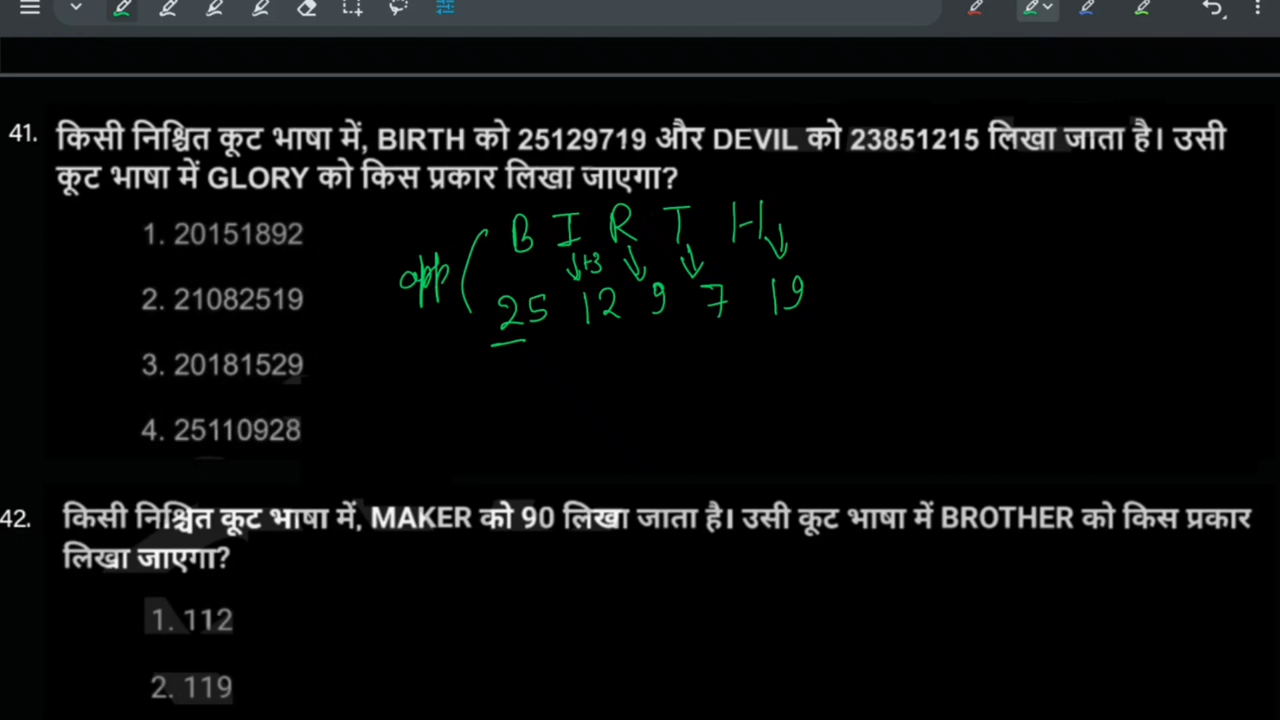 41. किसी निश्चित कूट भाषा में, BIRTH को 25129719 और DEVIL को 23851215 लिखा जाता है। उसी
कूट भाषा में GLORY को किस प्रकार लिखा जाएगा?
1. 20151892
B I R T H
opp
+3
25 12 9 7 19
2. 21082519
3. 20181529
4. 25110928
42. किसी निश्चित कूट भाषा में, MAKER को 90 लिखा जाता है। उसी कूट भाषा में BROTHER को किस प्रकार
लिखा जाएगा?
1. 112
2. 119